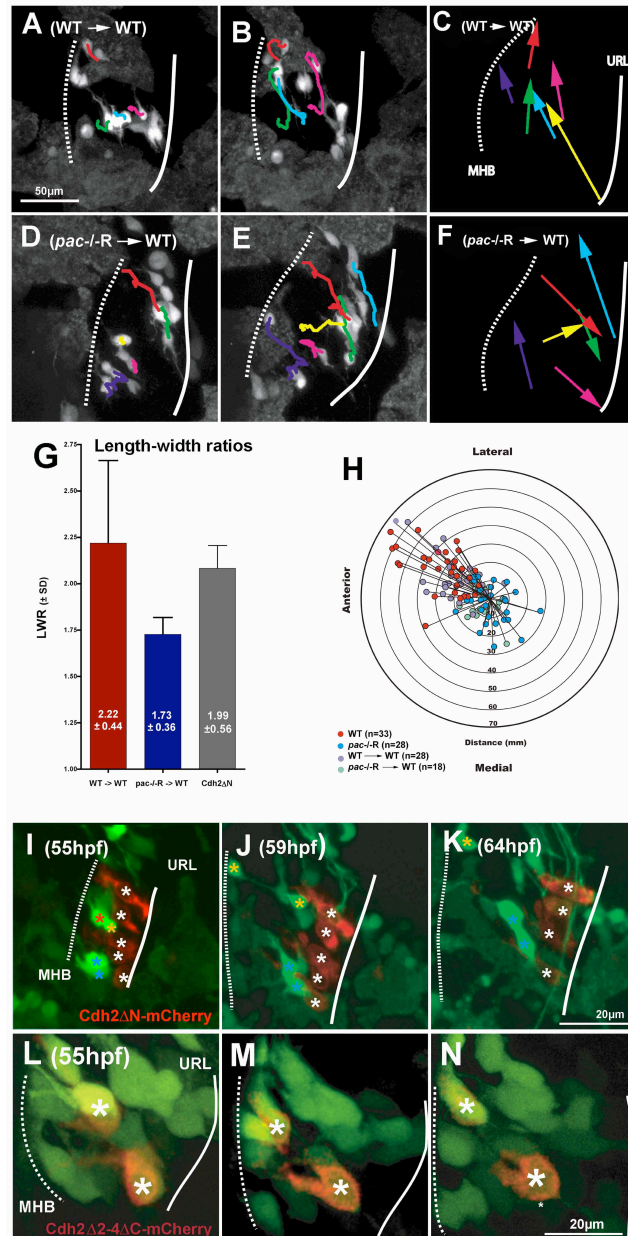 A (WT → WT)
B
C (WT → WT)
URL
MHB
50μm
D (pac-/-R → WT)
E
F (pac-/-R → WT)
G Length-width ratios
2.75
2.50
2.25
2.00
1.75
1.50
1.25
1.00
LWR (± SD)
2.22
± 0.44
1.73
± 0.36
1.99
±0.56
WT -> WT
pac-/-R -> WT
Cdh2ΔN
H
Lateral
Anterior
20
30
40
50
60
70
Distance (mm)
Medial
WT (n=33)
pac-/-R (n=28)
WT → WT (n=28)
pac-/-R → WT (n=18)
I (55hpf)
URL
MHB
Cdh2ΔN-mCherry
J (59hpf)
K (64hpf)
20μm
L (55hpf)
URL
MHB
Cdh2Δ2-4ΔC-mCherry
M
N
20μm